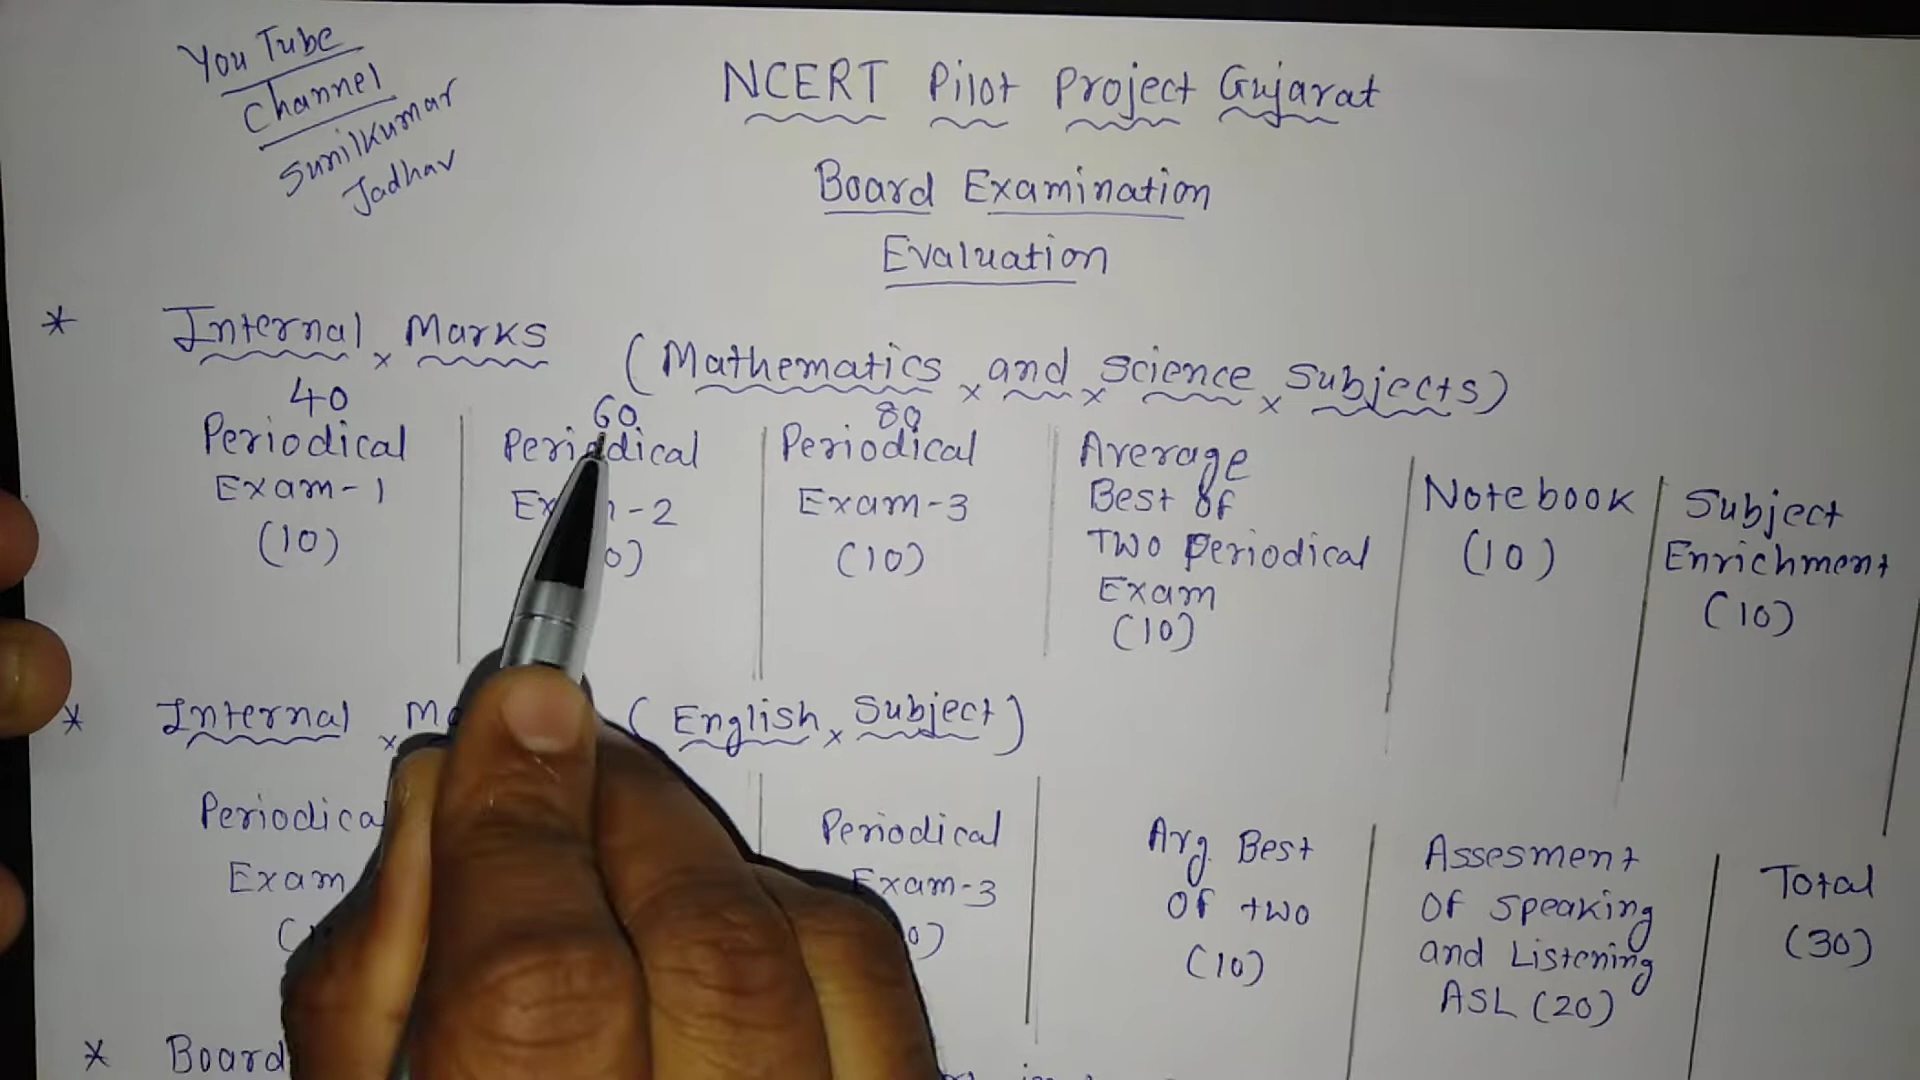 YouTube
Channel
Sunilkumar
Jadhav
NCERT Pilot Project Gujarat
Board Examination
Evaluation
* Internal Marks (Mathematics and Science Subjects)
40
Periodical
Exam-1
(10)
60
Periodical
-2
80
Periodical
Exam-3
(10)
Average
Best of
Two Periodical
Exam
(10)
Notebook
(10)
Subject
Enrichment
(10)
* Internal (English Subject)
Exam
Periodical
Exam-3
Avg. Best
Of two
(10)
Assesment
Of Speaking
and Listening
ASL (20)
Total
(30)
* Board